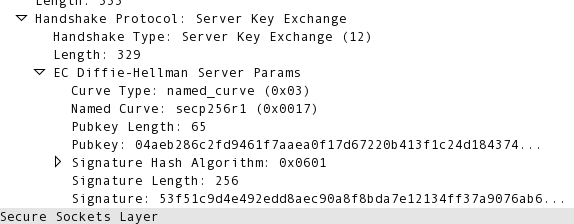 Length: 333
Handshake Protocol: Server Key Exchange
Handshake Type: Server Key Exchange (12)
Length: 329
EC Diffie-Hellman Server Params
Curve Type: named_curve (0x03)
Named Curve: secp256r1 (0x0017)
Pubkey Length: 65
Pubkey: 04aeb286c2fd9461f7aaea0f17d67220b413f1c24d184374...
Signature Hash Algorithm: 0x0601
Signature Length: 256
Signature: 53f51c9d4e492edd8aec90a8f8bda7e12134ff37a9076ab6...
Secure Sockets Layer